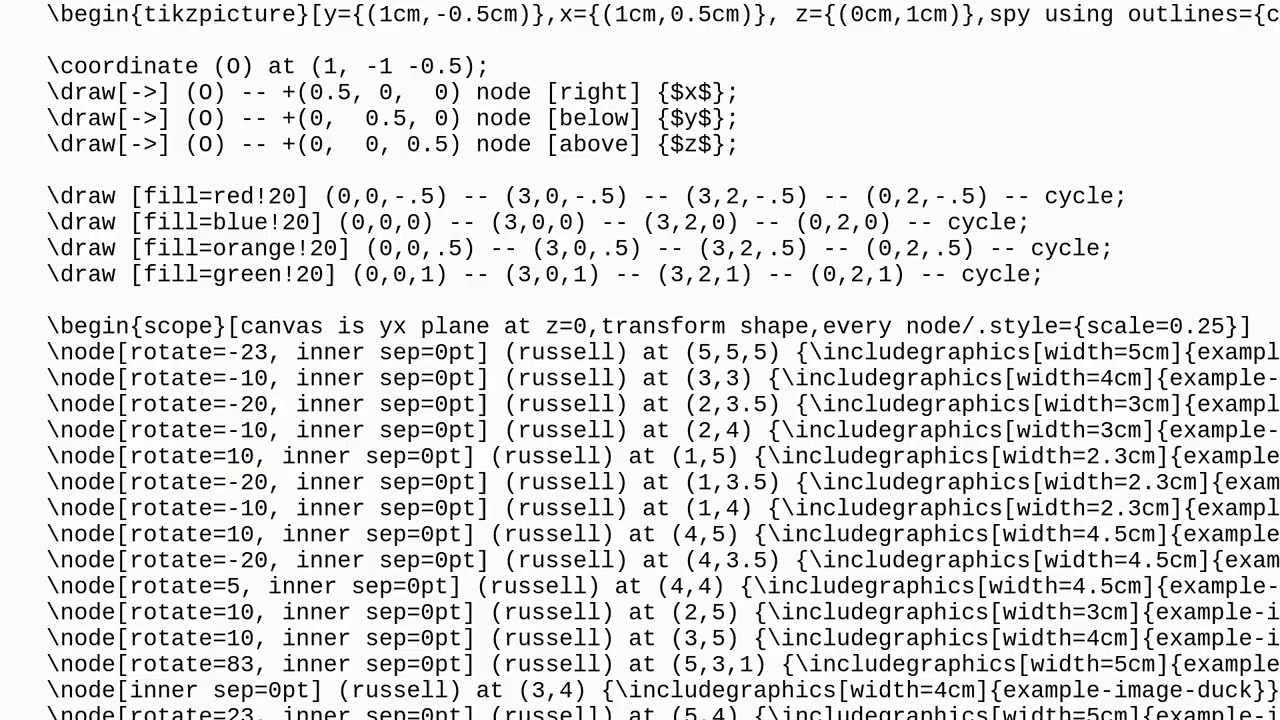 \begin{tikzpicture}[y={(1cm,-0.5cm)},x={(1cm,0.5cm)}, z={(0cm,1cm)},spy using outlines={c
\coordinate (O) at (1, -1 -0.5);
\draw[->] (O) -- +(0.5, 0,  0) node [right] {$x$};
\draw[->] (O) -- +(0,  0.5, 0) node [below] {$y$};
\draw[->] (O) -- +(0,  0, 0.5) node [above] {$z$};
\draw [fill=red!20] (0,0,-.5) -- (3,0,-.5) -- (3,2,-.5) -- (0,2,-.5) -- cycle;
\draw [fill=blue!20] (0,0,0) -- (3,0,0) -- (3,2,0) -- (0,2,0) -- cycle;
\draw [fill=orange!20] (0,0,.5) -- (3,0,.5) -- (3,2,.5) -- (0,2,.5) -- cycle;
\draw [fill=green!20] (0,0,1) -- (3,0,1) -- (3,2,1) -- (0,2,1) -- cycle;
\begin{scope}[canvas is yx plane at z=0,transform shape,every node/.style={scale=0.25}]
\node[rotate=-23, inner sep=0pt] (russell) at (5,5,5) {\includegraphics[width=5cm]{exampl
\node[rotate=-10, inner sep=0pt] (russell) at (3,3) {\includegraphics[width=4cm]{example-
\node[rotate=-20, inner sep=0pt] (russell) at (2,3.5) {\includegraphics[width=3cm]{exampl
\node[rotate=-10, inner sep=0pt] (russell) at (2,4) {\includegraphics[width=3cm]{example-
\node[rotate=10, inner sep=0pt] (russell) at (1,5) {\includegraphics[width=2.3cm]{example
\node[rotate=-20, inner sep=0pt] (russell) at (1,3.5) {\includegraphics[width=2.3cm]{exam
\node[rotate=-10, inner sep=0pt] (russell) at (1,4) {\includegraphics[width=2.3cm]{exampl
\node[rotate=10, inner sep=0pt] (russell) at (4,5) {\includegraphics[width=4.5cm]{example
\node[rotate=-20, inner sep=0pt] (russell) at (4,3.5) {\includegraphics[width=4.5cm]{exam
\node[rotate=5, inner sep=0pt] (russell) at (4,4) {\includegraphics[width=4.5cm]{example-
\node[rotate=10, inner sep=0pt] (russell) at (2,5) {\includegraphics[width=3cm]{example-i
\node[rotate=10, inner sep=0pt] (russell) at (3,5) {\includegraphics[width=4cm]{example-i
\node[rotate=83, inner sep=0pt] (russell) at (5,3,1) {\includegraphics[width=5cm]{example
\node[inner sep=0pt] (russell) at (3,4) {\includegraphics[width=4cm]{example-image-duck}}
\node[rotate=23, inner sep=0pt] (russell) at (5,4) {\includegraphics[width=5cm]{example-i